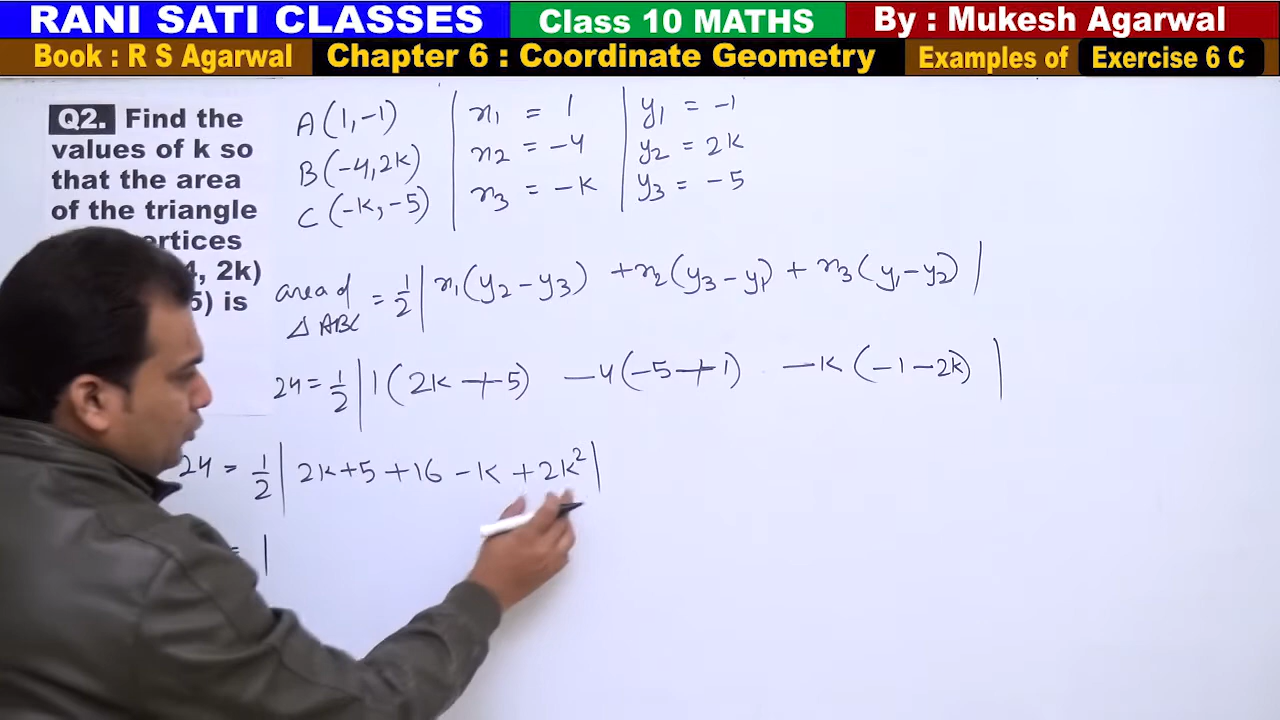 RANI SATI CLASSES Class 10 MATHS By : Mukesh Agarwal
Book : R S Agarwal Chapter 6 : Coordinate Geometry Examples of Exercise 6 C
Q2. Find the
values of k so
that the area
of the triangle
, 2k)
) is
A(1,-1)
B(-4,2k)
C(-k,-5)
x1 = 1
x2 = -4
x3 = -k
y1 = -1
y2 = 2k
y3 = -5
area of ΔABC = 1/2 | x1(y2-y3) +x2(y3-y1) + x3(y1-y2) |
24 = 1/2 | 1(2k+5) -4(-5+1) -k(-1-2k) |
24 = 1/2 | 2k+5+16-k+2k² |
= |